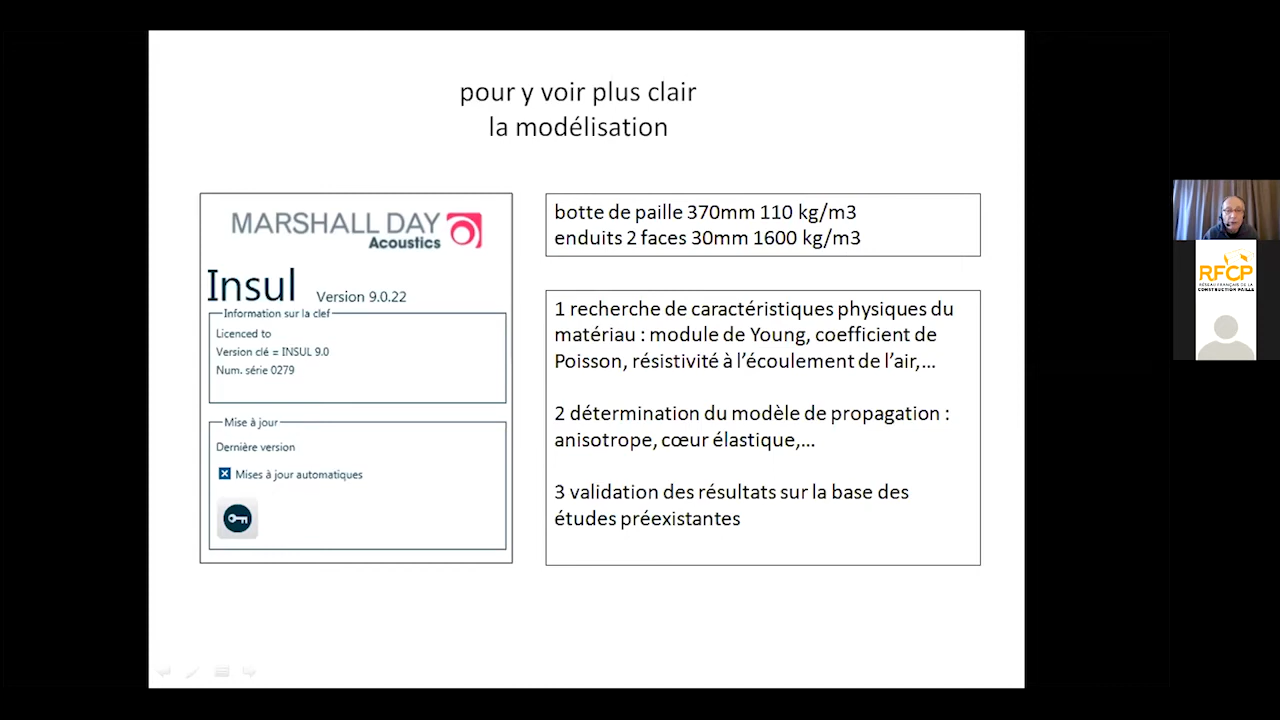 pour y voir plus clair
la modélisation
MARSHALL DAY
Acoustics
Insul Version 9.0.22
Information sur la clef
Licenced to
Version clé = INSUL 9.0
Num. série 0279
Mise à jour
Dernière version
Mises à jour automatiques
botte de paille 370mm 110 kg/m3
enduits 2 faces 30mm 1600 kg/m3
1 recherche de caractéristiques physiques du
matériau : module de Young, coefficient de
Poisson, résistivité à l’écoulement de l’air,...
2 détermination du modèle de propagation :
anisotrope, cœur élastique,...
3 validation des résultats sur la base des
études préexistantes
RFCP
RÉSEAU FRANÇAIS DE LA
CONSTRUCTION PAILLE